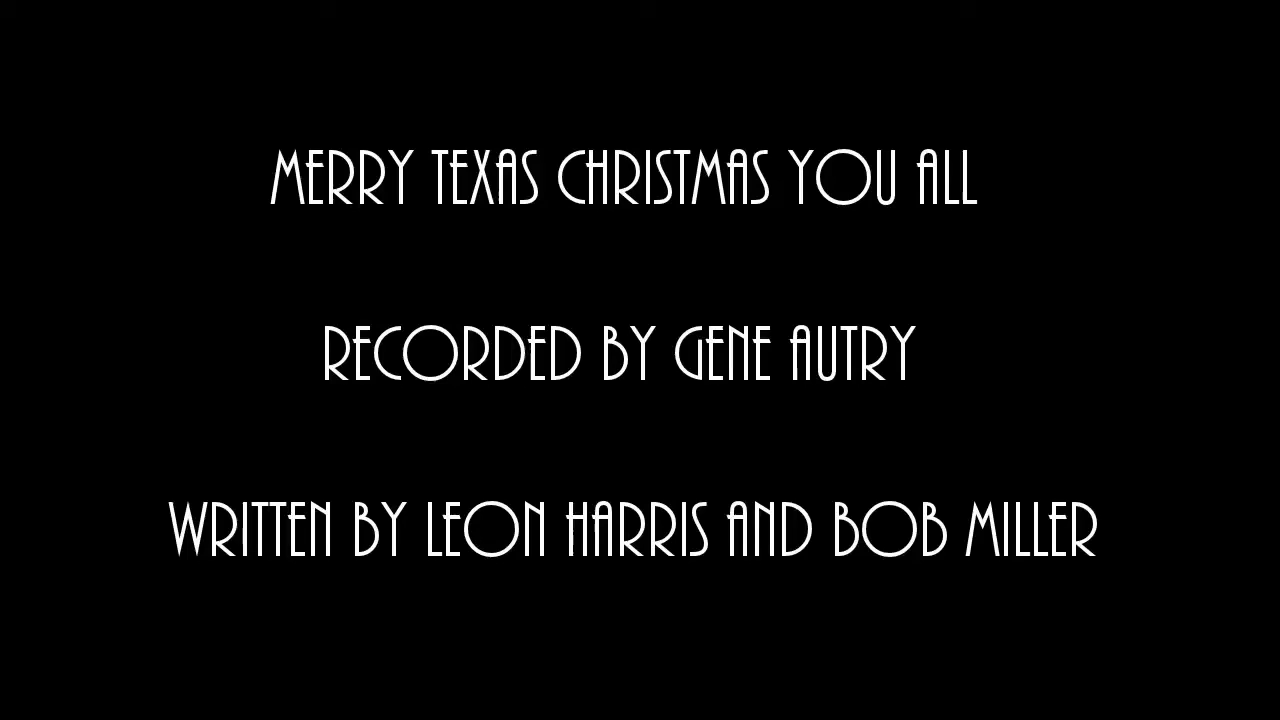 MERRY TEXAS CHRISTMAS YOU ALL
RECORDED BY GENE AUTRY
WRITTEN BY LEON HARRIS AND BOB MILLER